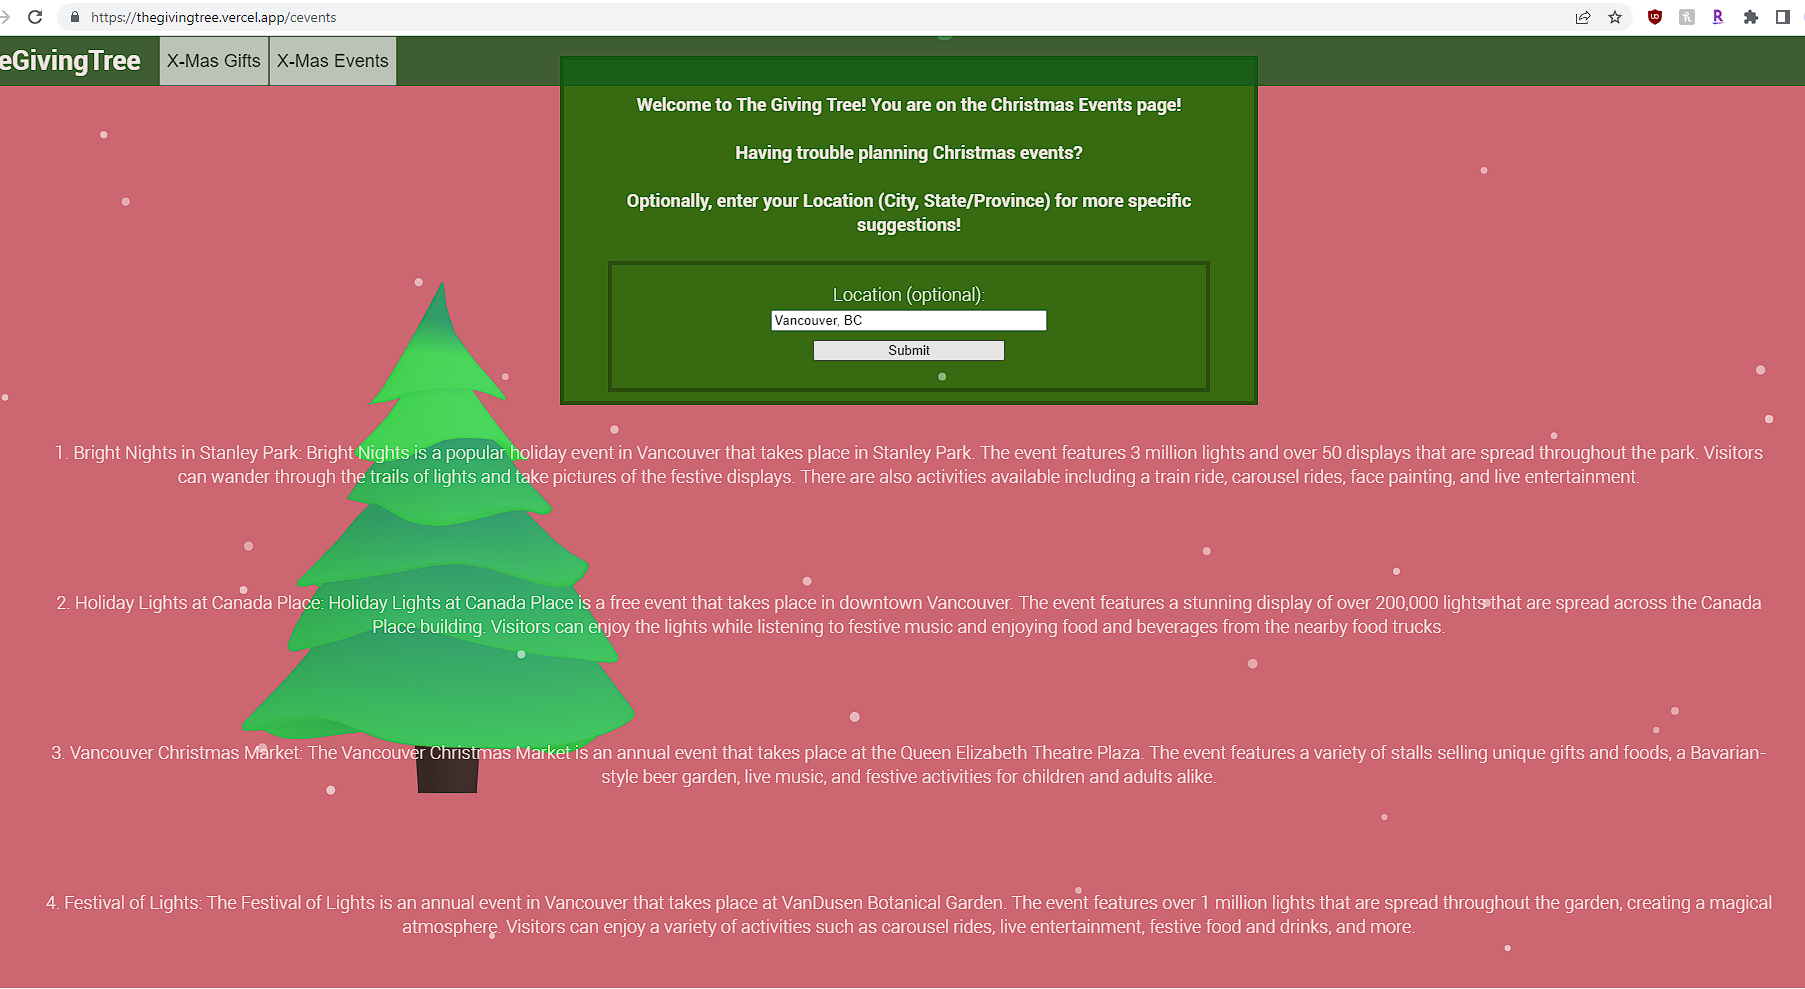 https://thegivingtree.vercel.app/cevents
eGivingTree
X-Mas Gifts
X-Mas Events
Welcome to The Giving Tree! You are on the Christmas Events page!
Having trouble planning Christmas events?
Optionally, enter your Location (City, State/Province) for more specific
suggestions!
Location (optional):
Vancouver, BC
Submit
1. Bright Nights in Stanley Park: Bright Nights is a popular holiday event in Vancouver that takes place in Stanley Park. The event features 3 million lights and over 50 displays that are spread throughout the park. Visitors
can wander through the trails of lights and take pictures of the festive displays. There are also activities available including a train ride, carousel rides, face painting, and live entertainment.
2. Holiday Lights at Canada Place: Holiday Lights at Canada Place is a free event that takes place in downtown Vancouver. The event features a stunning display of over 200,000 lights that are spread across the Canada
Place building. Visitors can enjoy the lights while listening to festive music and enjoying food and beverages from the nearby food trucks.
3. Vancouver Christmas Market: The Vancouver Christmas Market is an annual event that takes place at the Queen Elizabeth Theatre Plaza. The event features a variety of stalls selling unique gifts and foods, a Bavarian-
style beer garden, live music, and festive activities for children and adults alike.
4. Festival of Lights: The Festival of Lights is an annual event in Vancouver that takes place at VanDusen Botanical Garden. The event features over 1 million lights that are spread throughout the garden, creating a magical
atmosphere. Visitors can enjoy a variety of activities such as carousel rides, live entertainment, festive food and drinks, and more.